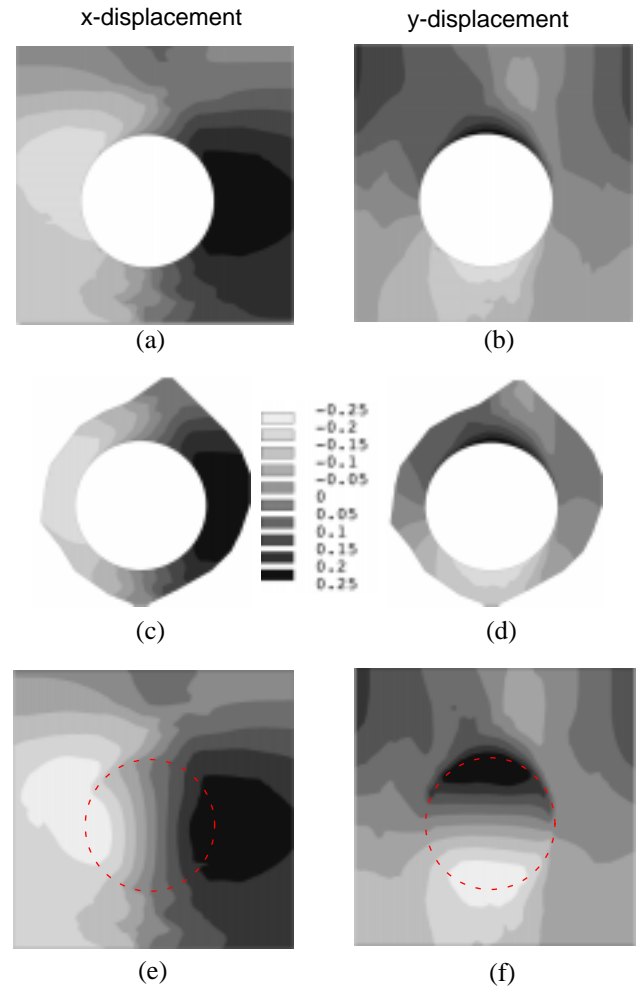 x-displacement
y-displacement
(a)
(b)
-0.25
-0.2
-0.15
-0.1
-0.05
0
0.05
0.1
0.15
0.2
0.25
(c)
(d)
(e)
(f)